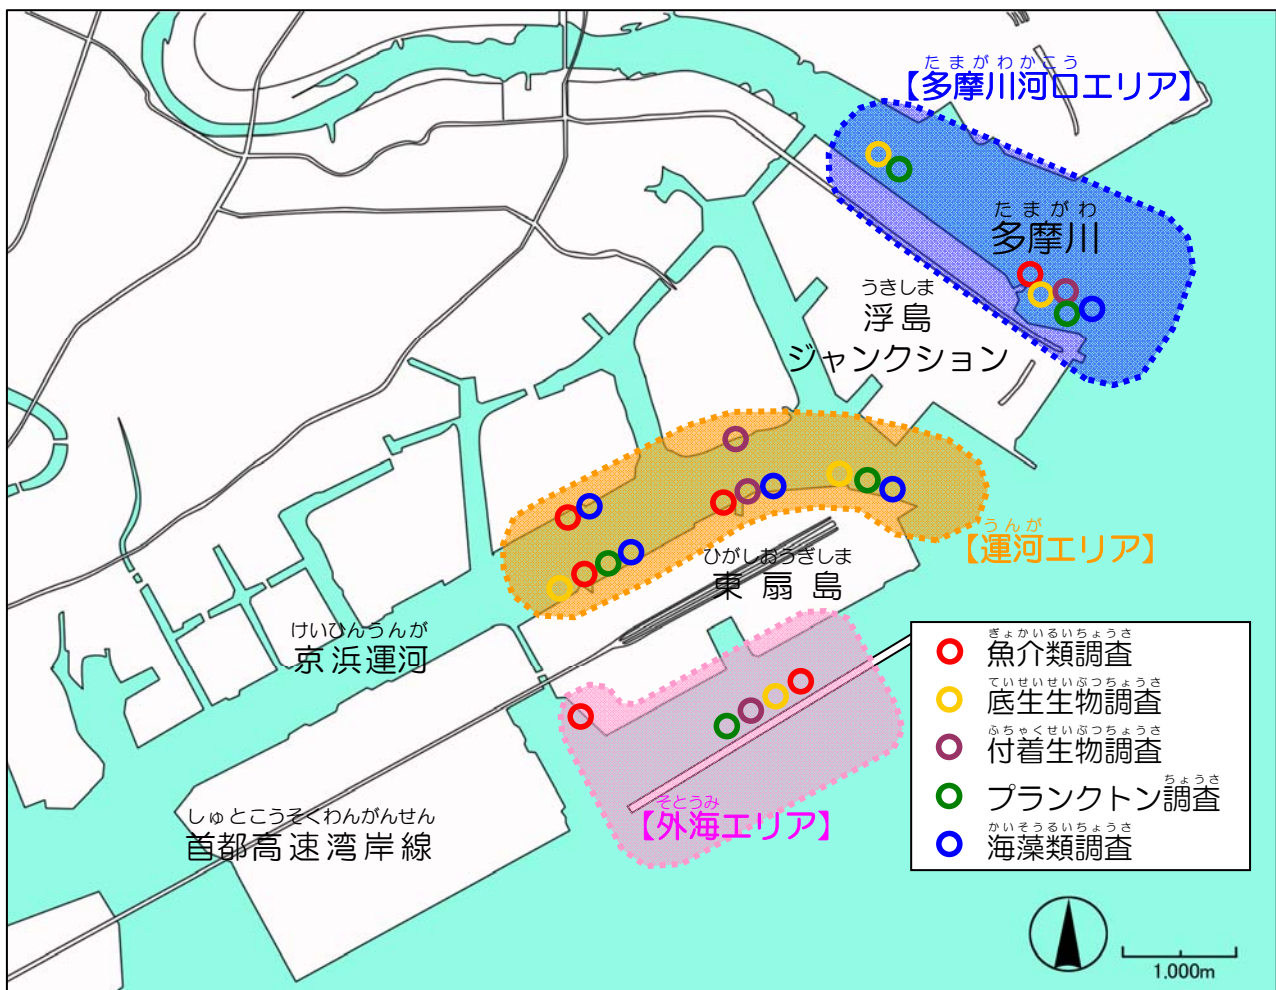 たまがわかこう
【多摩川河口エリア】
たまがわ
多摩川
うきしま
浮島
ジャンクション
うんが
【運河エリア】
ひがしおうぎしま
東扇島
けいひんうんが
京浜運河
しゅとこうそくわんがんせん
首都高速湾岸線
そとうみ
【外海エリア】
ぎょかいるいちょうさ
魚介類調査
ていせいせいぶつちょうさ
底生生物調査
ふちゃくせいぶつちょうさ
付着生物調査
ちょうさ
プランクトン調査
かいそうるいちょうさ
海藻類調査
1,000m